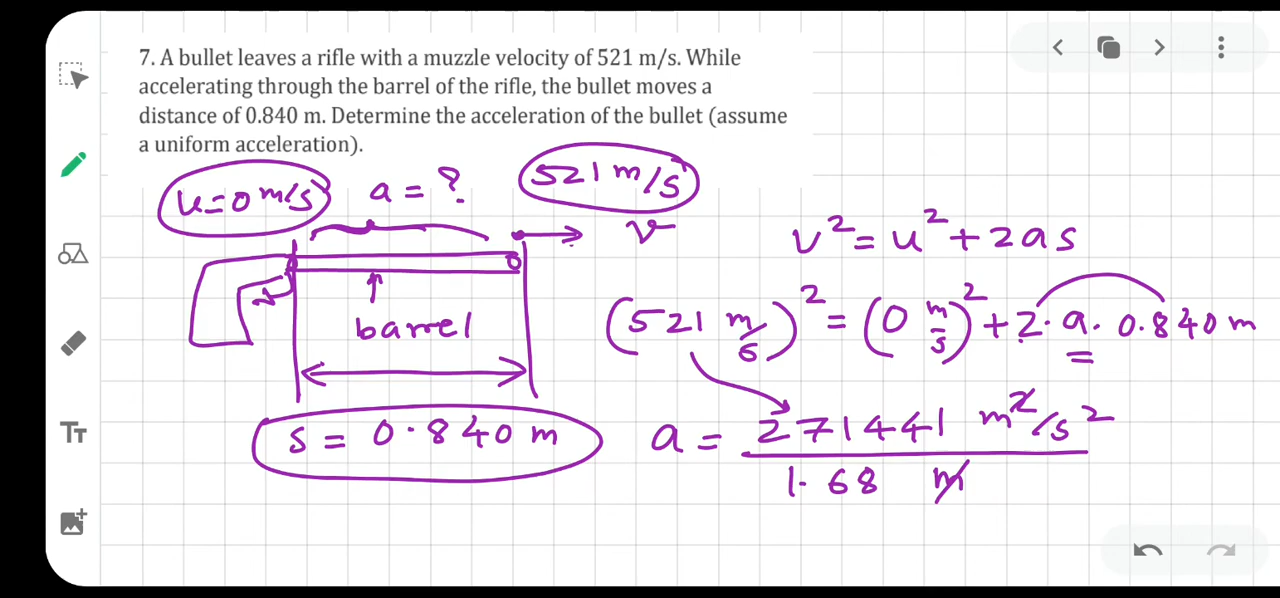 7. A bullet leaves a rifle with a muzzle velocity of 521 m/s. While
accelerating through the barrel of the rifle, the bullet moves a
distance of 0.840 m. Determine the acceleration of the bullet (assume
a uniform acceleration).
u=0 m/s
a = ?
521 m/s
v
barrel
s = 0.840 m
v² = u² + 2as
(521 m/s)² = (0 m/s)² + 2 · a · 0.840 m
a = 271441 m²/s²
1.68 m
Tт